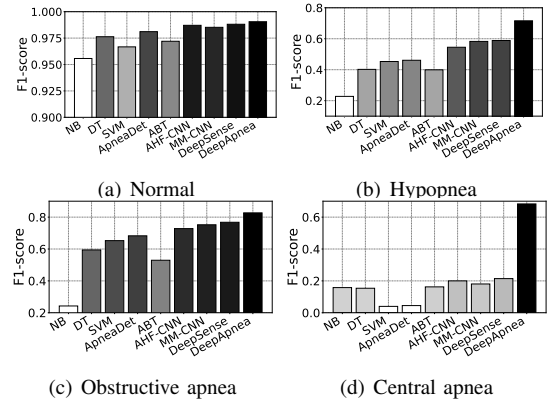 1.000
0.975
0.950
0.925
0.900
F1-score
NB
DT
SVM
ApneaDet
ABT
AHF-CNN
MM-CNN
DeepSense
DeepApnea
(a) Normal
0.8
0.6
0.4
0.2
F1-score
NB
DT
SVM
ApneaDet
ABT
AHF-CNN
MM-CNN
DeepSense
DeepApnea
(b) Hypopnea
0.8
0.6
0.4
0.2
F1-score
NB
DT
SVM
ApneaDet
ABT
AHF-CNN
MM-CNN
DeepSense
DeepApnea
(c) Obstructive apnea
0.6
0.4
0.2
0.0
F1-score
NB
DT
SVM
ApneaDet
ABT
AHF-CNN
MM-CNN
DeepSense
DeepApnea
(d) Central apnea